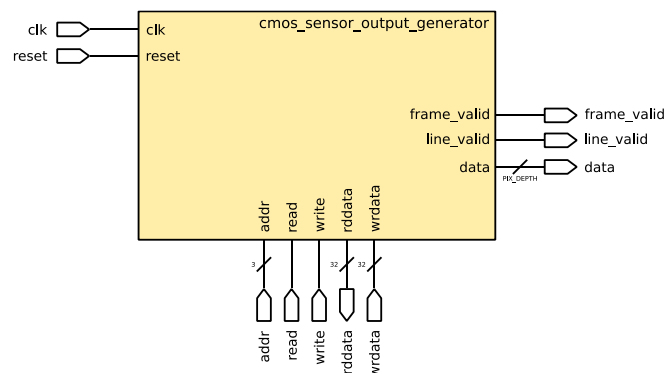 cmos_sensor_output_generator
clk clk
reset reset
frame_valid frame_valid
line_valid line_valid
data data
PIX_DEPTH
addr read write rddata wrdata
3 32 32
addr read write rddata wrdata